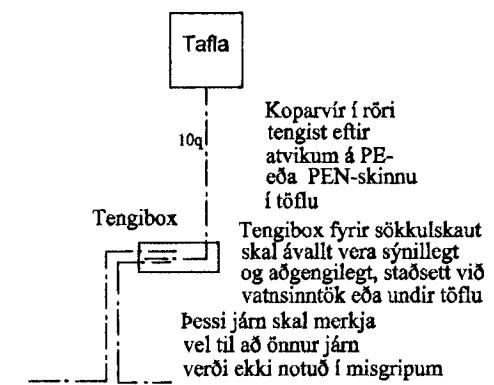 Tafla
10q
Koparvír í röri
tengist eftir
atvikum á PE-
eða PEN-skinnu
í töflu
Tengibox
Tengibox fyrir sökkulskaut
skal ávallt vera sýnillegt
og aðgengilegt, staðsett við
vatnsinntök eða undir töflu
Þessi járn skal merkja
vel til að önnur járn
verði ekki notuð í misgripum